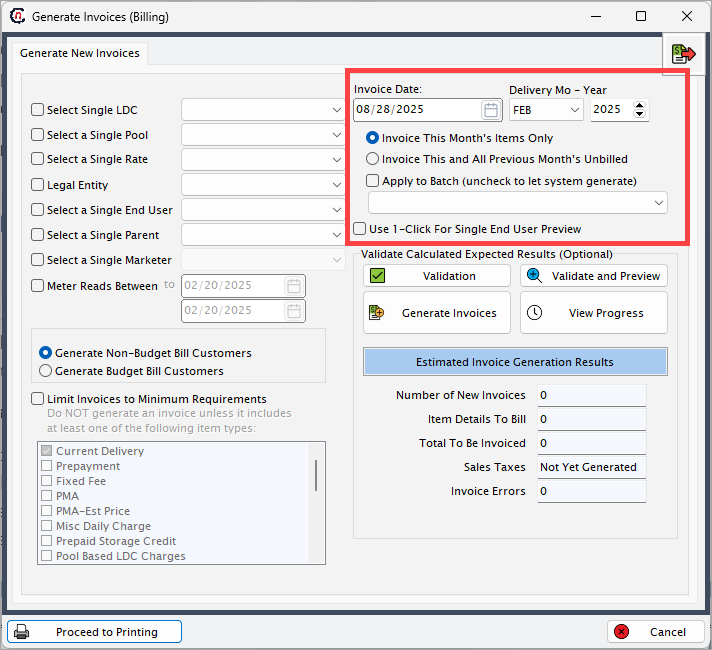 Generate Invoices (Billing)
Generate New Invoices
Select Single LDC
Select a Single Pool
Select a Single Rate
Legal Entity
Select a Single End User
Select a Single Parent
Select a Single Marketer
Meter Reads Between to 02/20/2025
02/20/2025
Generate Non-Budget Bill Customers
Generate Budget Bill Customers
Limit Invoices to Minimum Requirements
Do NOT generate an invoice unless it includes
at least one of the following item types:
Current Delivery
Prepayment
Fixed Fee
PMA
PMA-Est Price
Misc Daily Charge
Prepaid Storage Credit
Pool Based LDC Charges
Invoice Date: Delivery Mo - Year
08/28/2025 FEB 2025
Invoice This Month's Items Only
Invoice This and All Previous Month's Unbilled
Apply to Batch (uncheck to let system generate)
Use 1-Click For Single End User Preview
Validate Calculated Expected Results (Optional)
Validation Validate and Preview
Generate Invoices View Progress
Estimated Invoice Generation Results
Number of New Invoices 0
Item Details To Bill 0
Total To Be Invoiced 0
Sales Taxes Not Yet Generated
Invoice Errors 0
Proceed to Printing Cancel